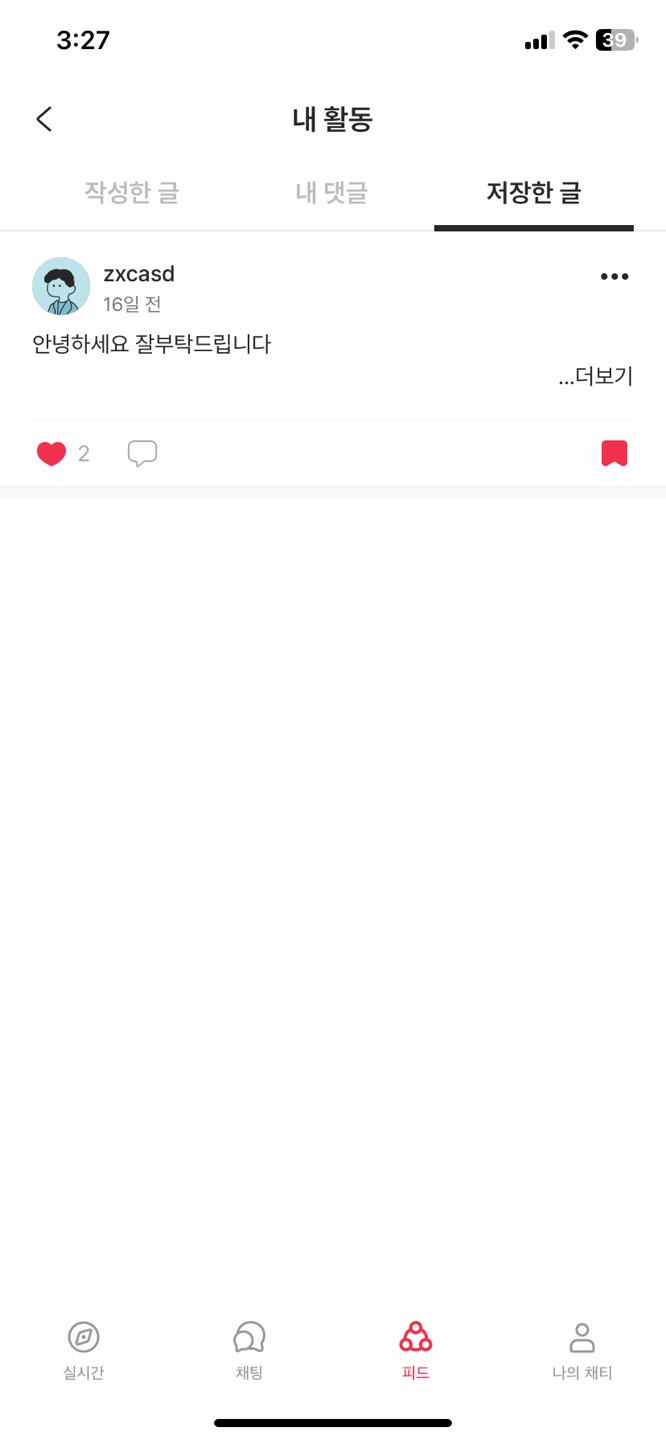 3:27
39
내 활동
작성한 글
내 댓글
저장한 글
zxcasd
16일 전
안녕하세요 잘부탁드립니다
...더보기
2
실시간
채팅
피드
나의 채티